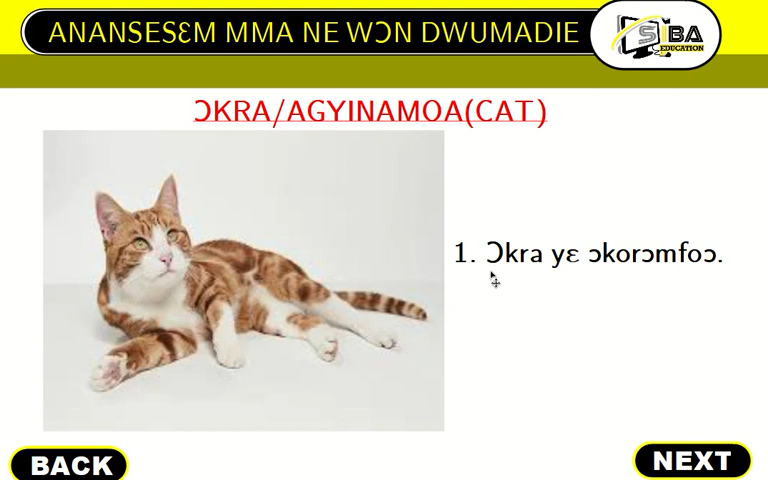 ANANSESƐM MMA NE WƆN DWUMADIE
SIBA
EDUCATION
ƆKRA/AGYINAMOA(CAT)
1. Ɔkra yɛ ɔkorɔmfoɔ.
BACK
NEXT